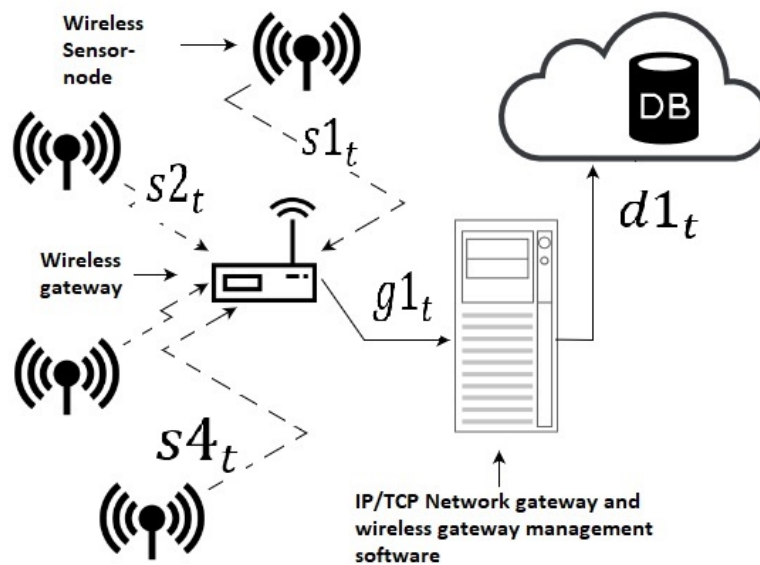 Wireless
Sensor-
node
DB
s1ₜ
s2ₜ
d1ₜ
Wireless
gateway
g1ₜ
s4ₜ
IP/TCP Network gateway and
wireless gateway management
software